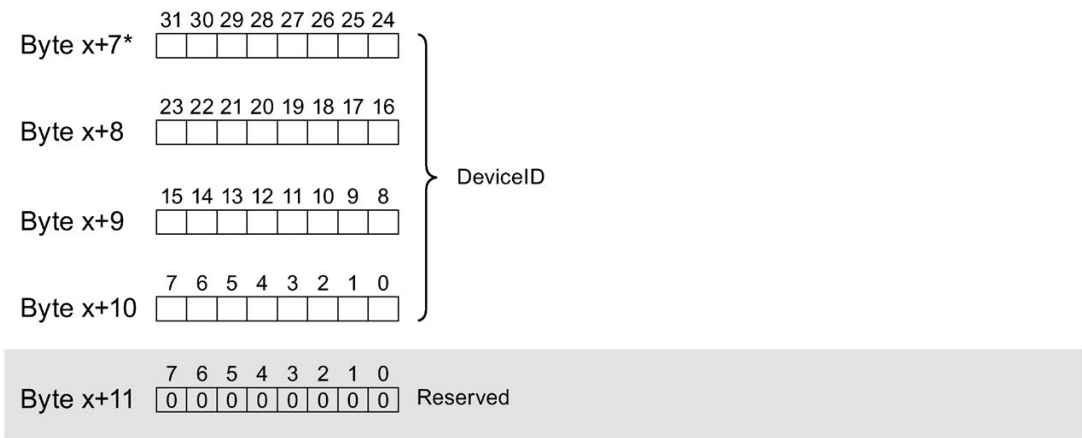 31 30 29 28 27 26 25 24
Byte x+7*
23 22 21 20 19 18 17 16
Byte x+8
DeviceID
15 14 13 12 11 10 9 8
Byte x+9
7 6 5 4 3 2 1 0
Byte x+10
7 6 5 4 3 2 1 0
Byte x+11 0 0 0 0 0 0 0 0 Reserved